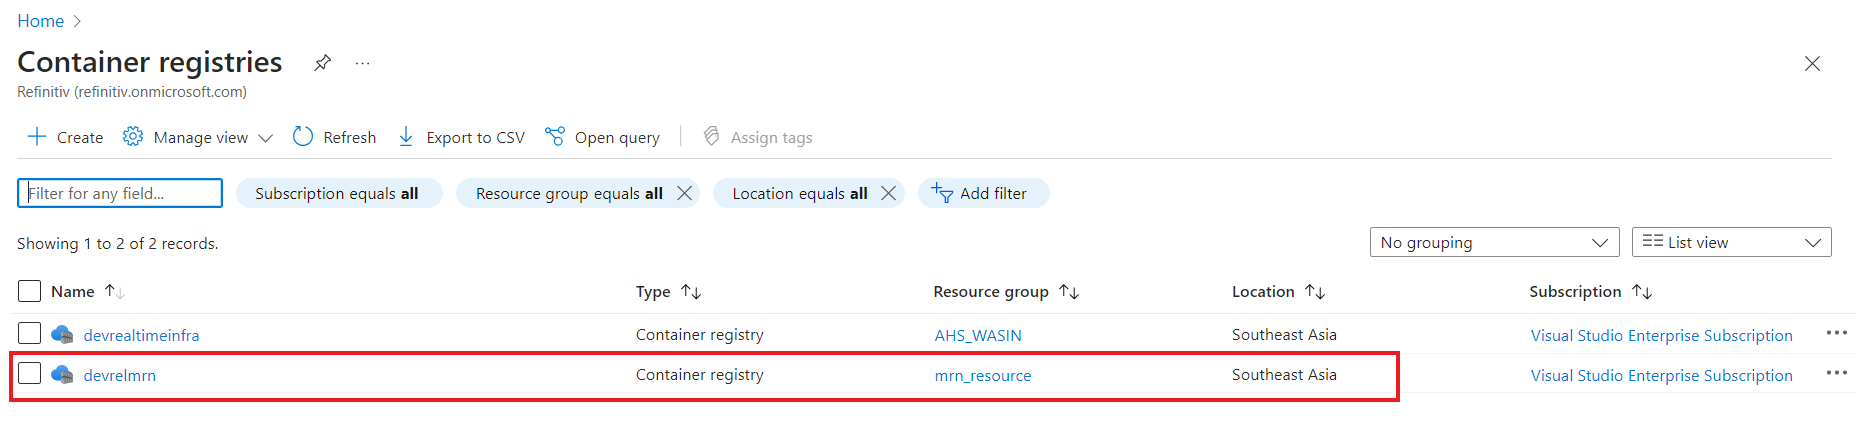 Home
Container registries
Refinitiv (refinitiv.onmicrosoft.com)
Create Manage view Refresh Export to CSV Open query Assign tags
Filter for any field... Subscription equals all Resource group equals all Location equals all Add filter
Showing 1 to 2 of 2 records. No grouping List view
Name Type Resource group Location Subscription
devrealtimeinfra Container registry AHS_WASIN Southeast Asia Visual Studio Enterprise Subscription
devrelmrn Container registry mrn_resource Southeast Asia Visual Studio Enterprise Subscription